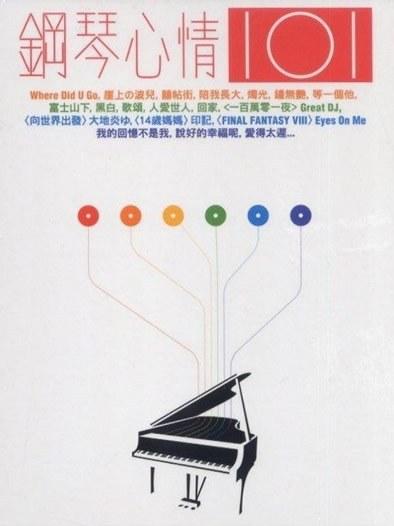 鋼琴心情101
Where Did U Go, 崖上の波兒, 囍帖街, 陪我長大, 燭光, 鍾無艷, 等一個他,
富士山下, 黑白, 歌頌, 人愛世人, 回家, <一百萬零一夜> Great DJ,
〈向世界出發〉大地炎ゆ,〈14歲媽媽〉印記,〈FINAL FANTASY VIII〉Eyes On Me
我的回憶不是我, 說好的幸福呢, 愛得太遲...